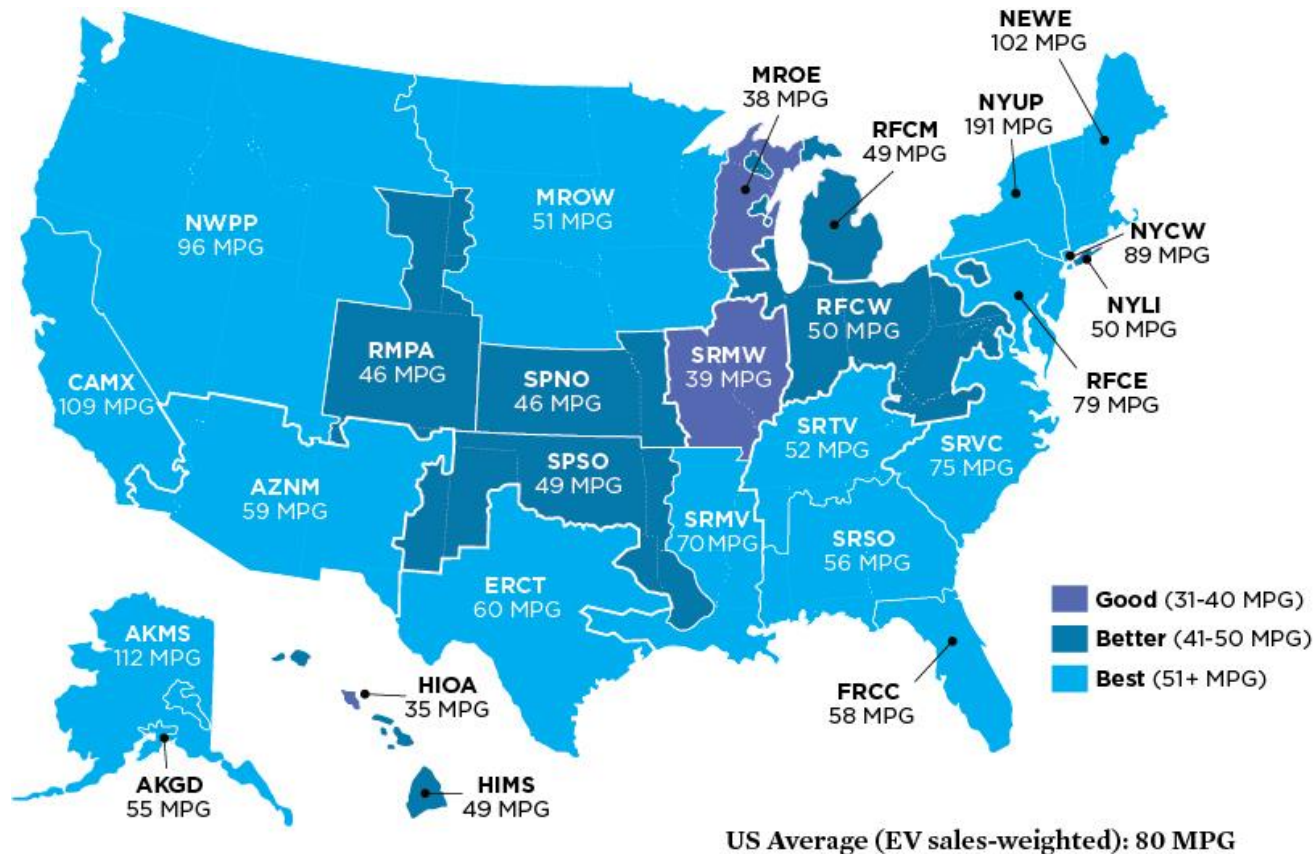 NEWE
102 MPG
MROE
38 MPG
NYUP
191 MPG
RFCM
49 MPG
MROW
51 MPG
NWPP
96 MPG
NYCW
89 MPG
NYLI
50 MPG
RFCW
50 MPG
RMPA
46 MPG
SRMW
39 MPG
SPNO
46 MPG
CAMX
109 MPG
RFCE
79 MPG
SRTV
52 MPG
SRVC
75 MPG
SPSO
49 MPG
AZNM
59 MPG
SRMV
70 MPG
SRSO
56 MPG
ERCT
60 MPG
Good (31-40 MPG)
Better (41-50 MPG)
Best (51+ MPG)
AKMS
112 MPG
HIOA
35 MPG
FRCC
58 MPG
AKGD
55 MPG
HIMS
49 MPG
US Average (EV sales-weighted): 80 MPG